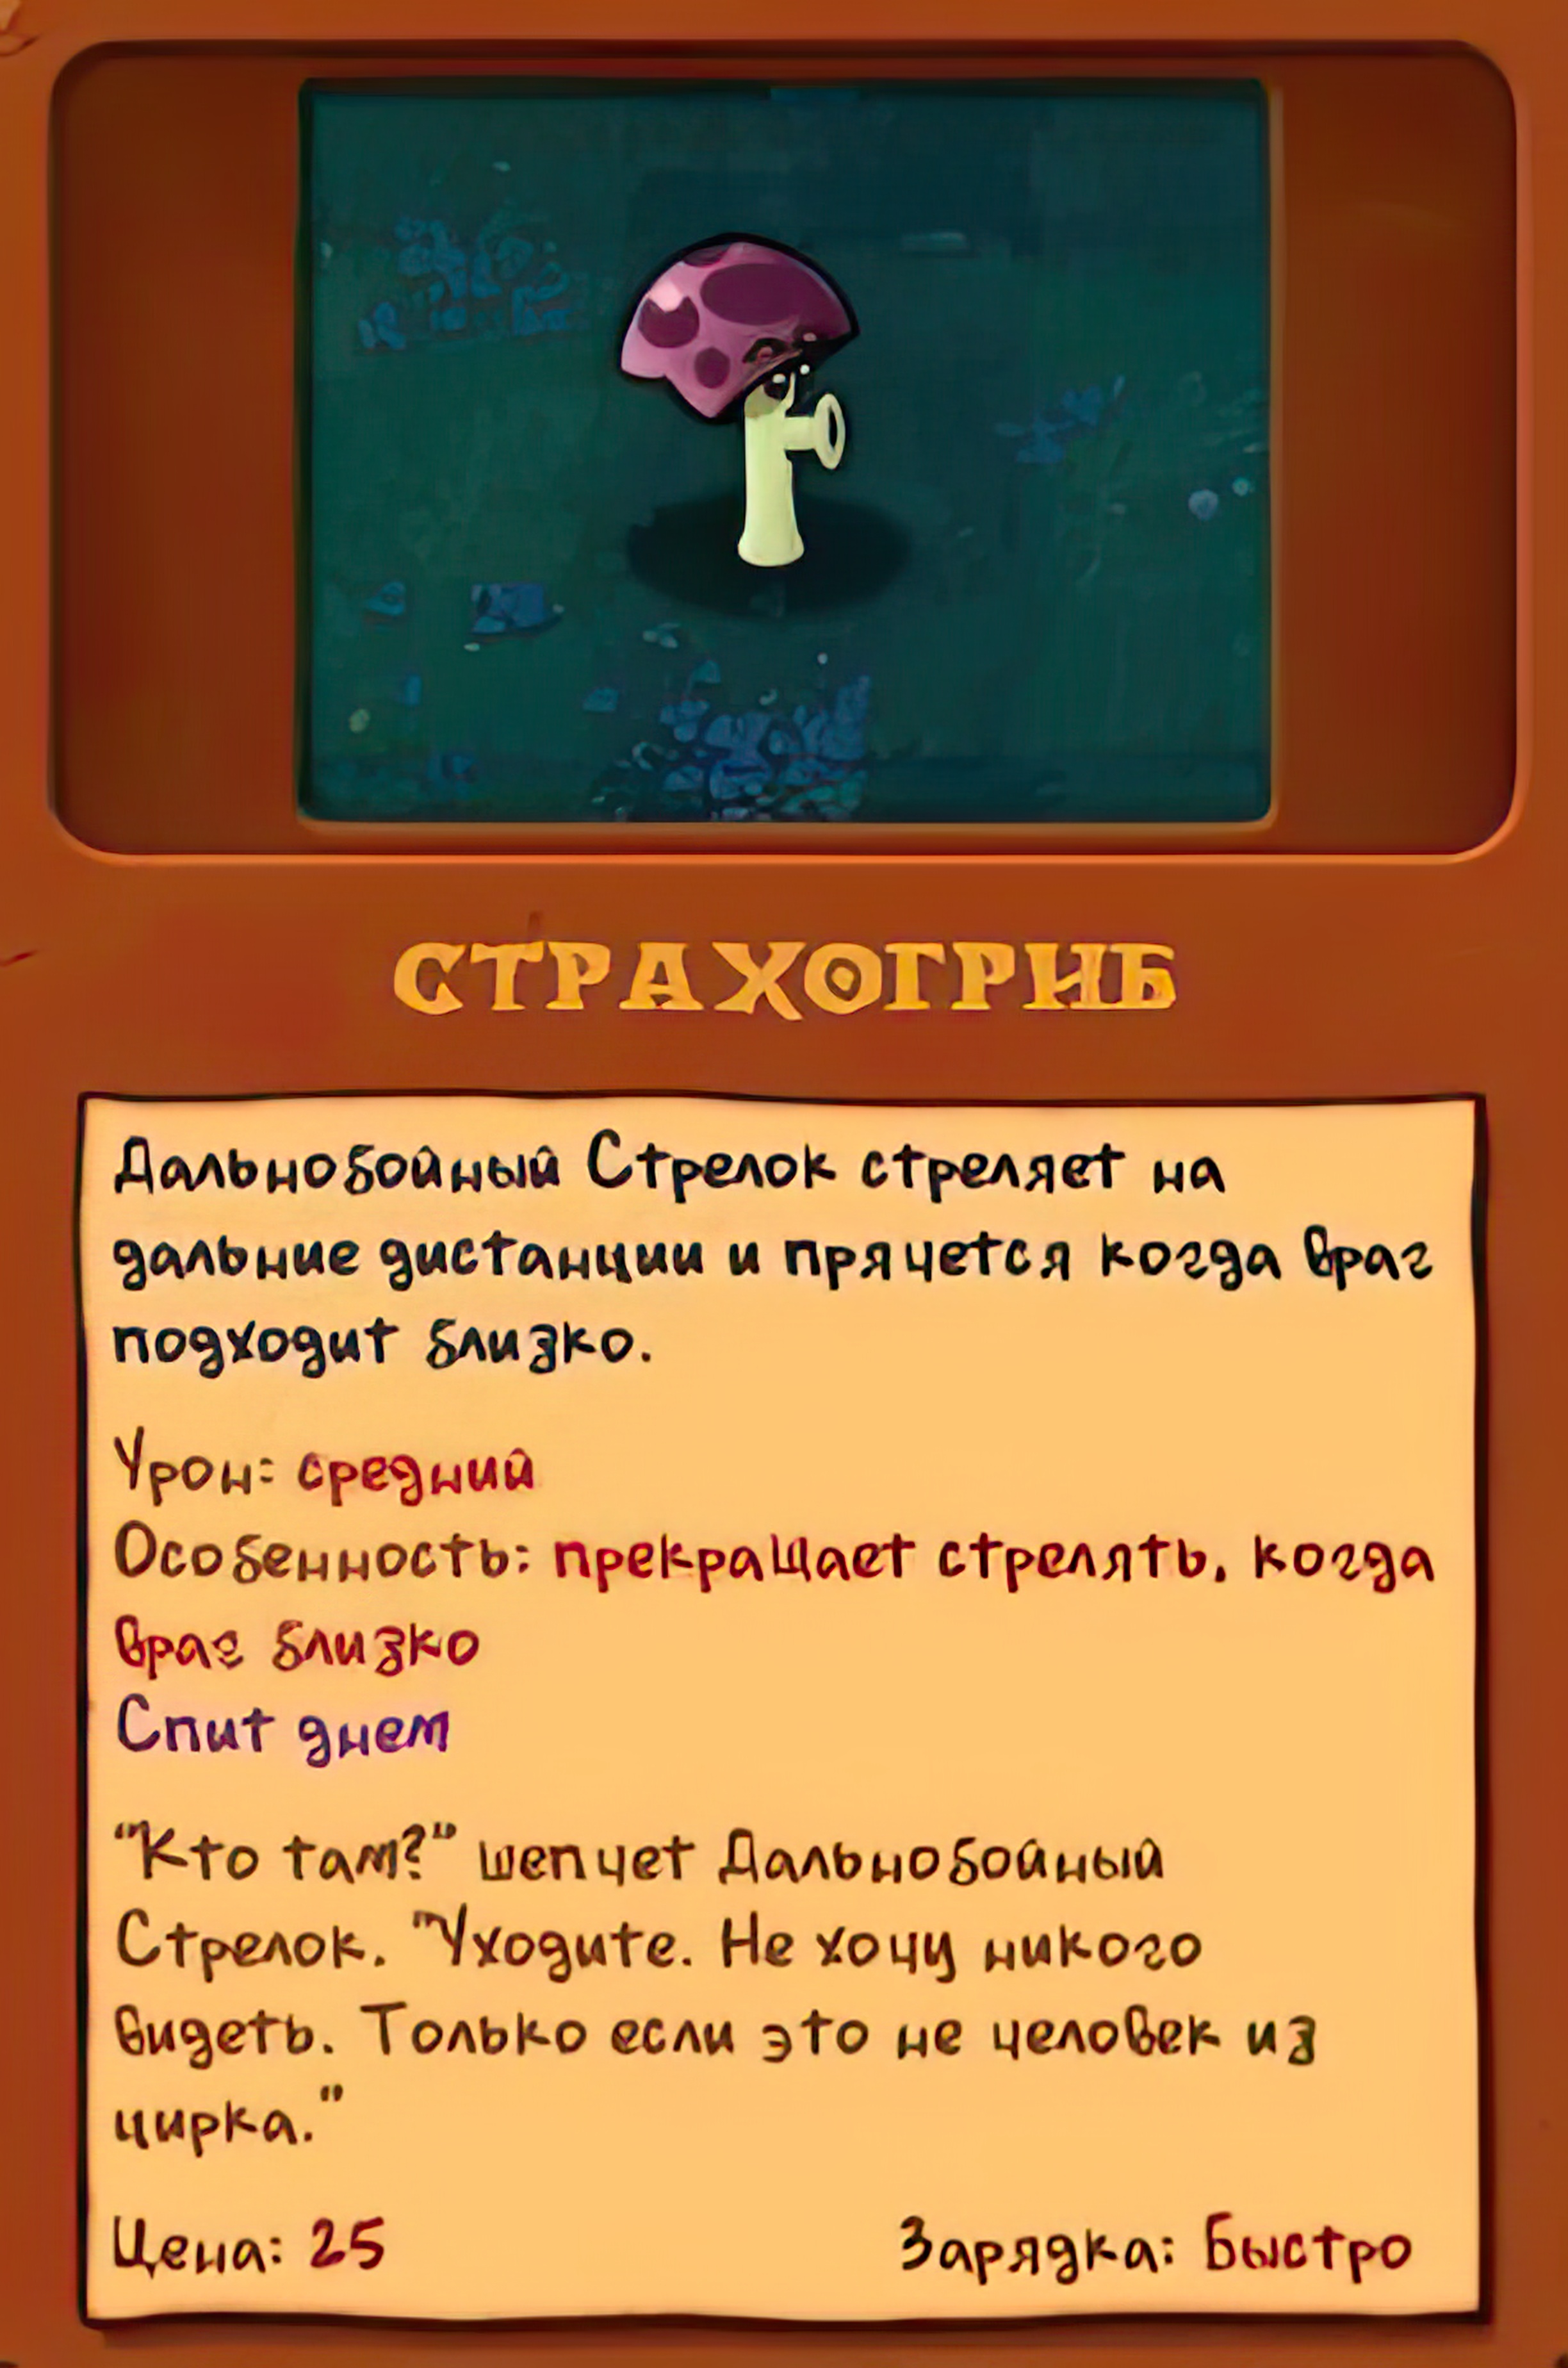 СТРАХОГРИБ
Дальнобойный Стрелок стреляет на
дальние дистанции и прячется когда враг
подходит близко.
Урон: средний
Особенность: прекращает стрелять, когда
враг близко
Спит днем
"Кто там?" шепчет Дальнобойный
Стрелок. "Уходите. Не хочу никого
видеть. Только если это не человек из
цирка."
Цена: 25 Зарядка: Быстро